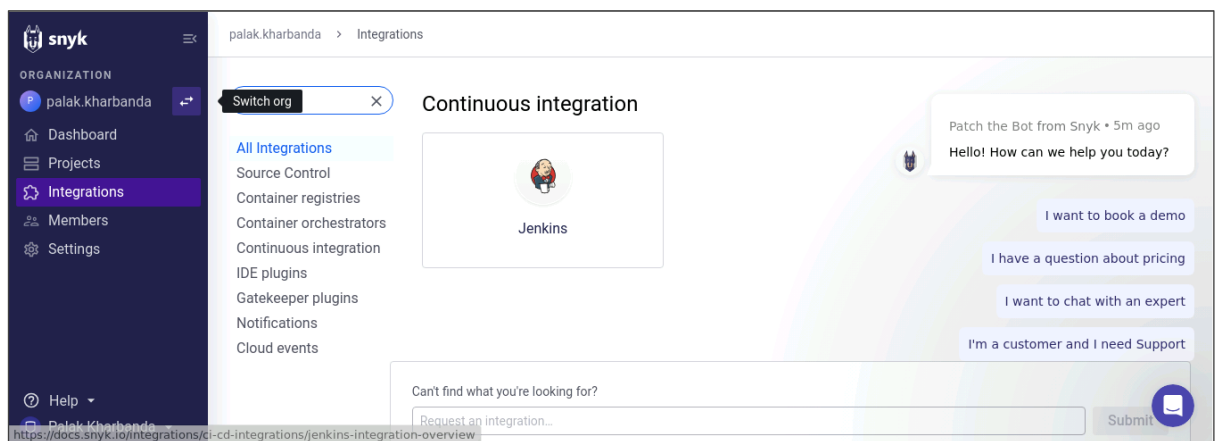 snyk
ORGANIZATION
P
palak.kharbanda
Dashboard
Projects
Integrations
Members
Settings
Help
Palak Kharbanda
https://docs.snyk.io/integrations/ci-cd-integrations/jenkins-integration-overview
palak.kharbanda > Integrations
Switch org
All Integrations
Source Control
Container registries
Container orchestrators
Continuous integration
IDE plugins
Gatekeeper plugins
Notifications
Cloud events
Continuous integration
Jenkins
Patch the Bot from Snyk • 5m ago
Hello! How can we help you today?
I want to book a demo
I have a question about pricing
I want to chat with an expert
I'm a customer and I need Support
Can't find what you're looking for?
Request an integration...
Submit